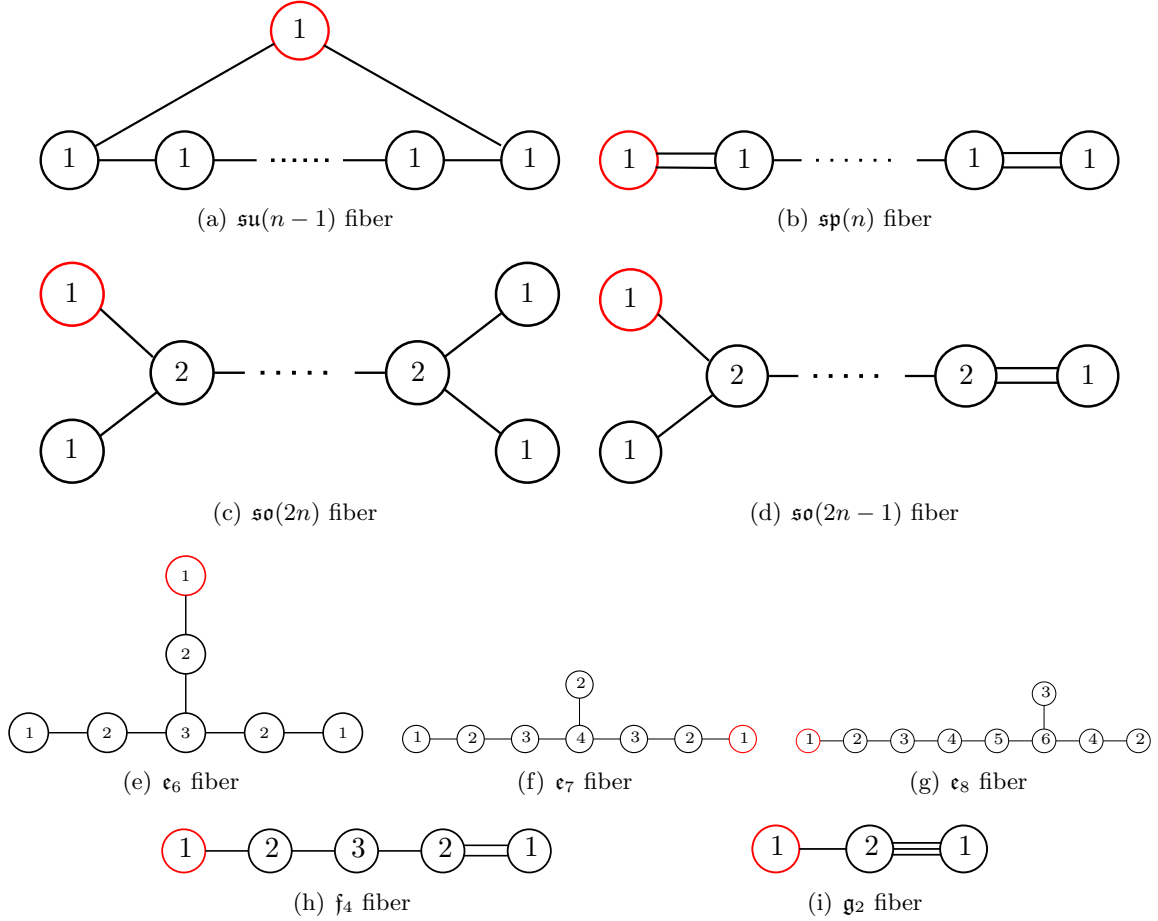 1
1 1 ...... 1 1
(a) 𝔰𝔲(n − 1) fiber
1 1 ...... 1 1
(b) 𝔰𝔭(n) fiber
1 1
2 ..... 2
1 1
(c) 𝔰𝔬(2n) fiber
1
2 ..... 2 1
1
(d) 𝔰𝔬(2n − 1) fiber
1
2
1 2 3 2 1
(e) 𝔢₆ fiber
2
1 2 3 4 3 2 1
(f) 𝔢₇ fiber
3
1 2 3 4 5 6 4 2
(g) 𝔢₈ fiber
1 2 3 2 1
(h) 𝔣₄ fiber
1 2 1
(i) 𝔤₂ fiber